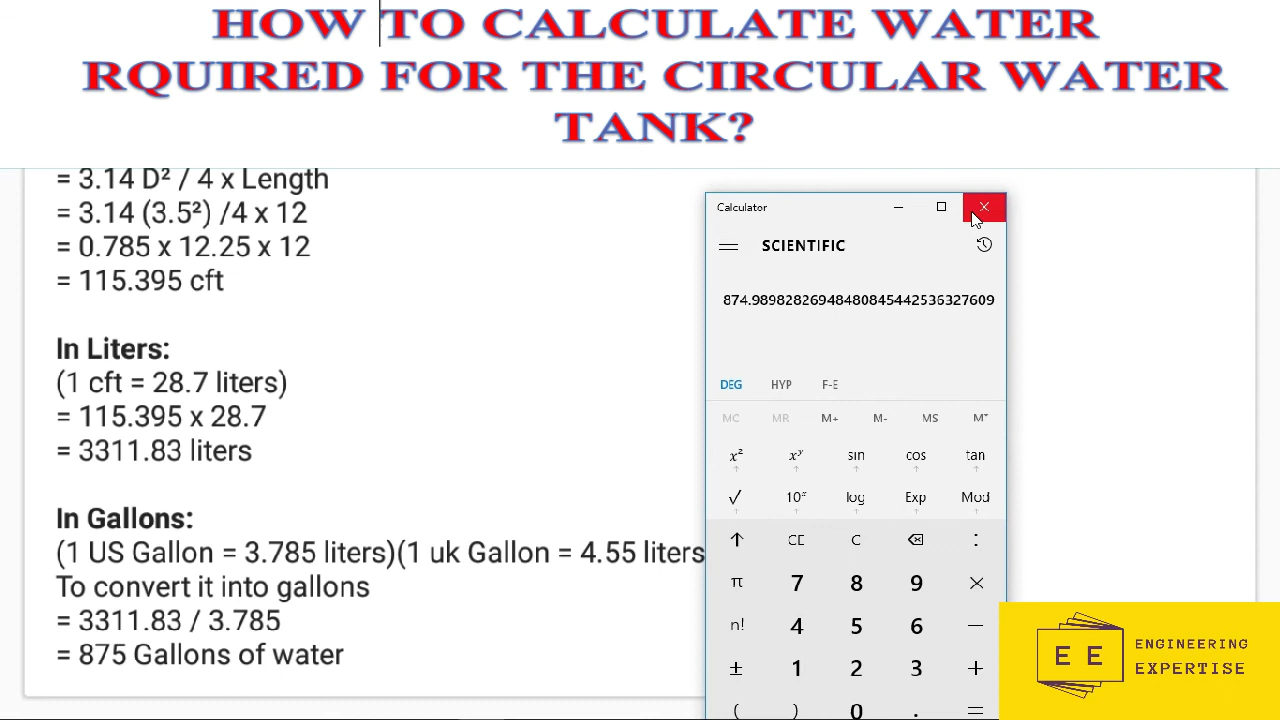 HOW TO CALCULATE WATER
RQUIRED FOR THE CIRCULAR WATER
TANK?
= 3.14 D² / 4 x Length
= 3.14 (3.5²) /4 x 12
= 0.785 x 12.25 x 12
= 115.395 cft
In Liters:
(1 cft = 28.7 liters)
= 115.395 x 28.7
= 3311.83 liters
In Gallons:
(1 US Gallon = 3.785 liters)(1 uk Gallon = 4.55 liters
To convert it into gallons
= 3311.83 / 3.785
= 875 Gallons of water
Calculator
SCIENTIFIC
874.98982826948480845442536327609
DEG HYP F-E
MC MR M+ M- MS M˅
x² xʸ sin cos tan
√ 10ˣ log Exp Mod
↑ CE C ⌫ :
π 7 8 9 ×
n! 4 5 6 −
± 1 2 3 +
( ) 0 . =
E E
ENGINEERING
EXPERTISE